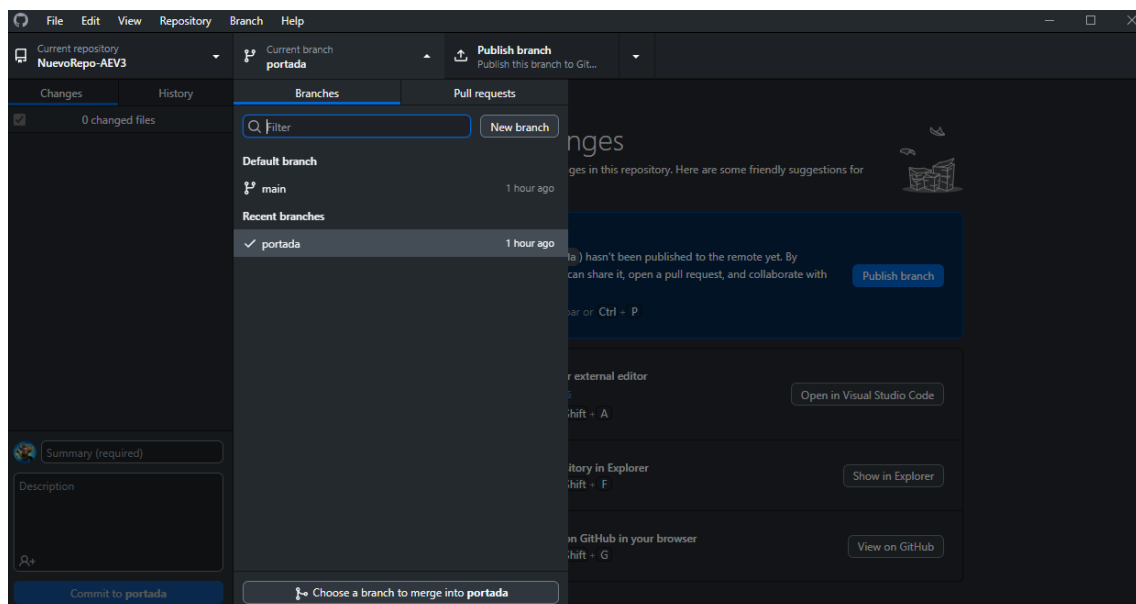 File Edit View Repository Branch Help
Current repository
NuevoRepo-AEV3
Current branch
portada
Publish branch
Publish this branch to Git...
Changes History
0 changed files
Summary (required)
Description
Commit to portada
Branches Pull requests
Filter
New branch
Default branch
main 1 hour ago
Recent branches
portada 1 hour ago
Choose a branch to merge into portada
nges
ges in this repository. Here are some friendly suggestions for
la ) hasn't been published to the remote yet. By
can share it, open a pull request, and collaborate with
Publish branch
bar or Ctrl + P
r external editor
Open in Visual Studio Code
Shift + A
itory in Explorer
Show in Explorer
Shift + F
on GitHub in your browser
View on GitHub
Shift + G